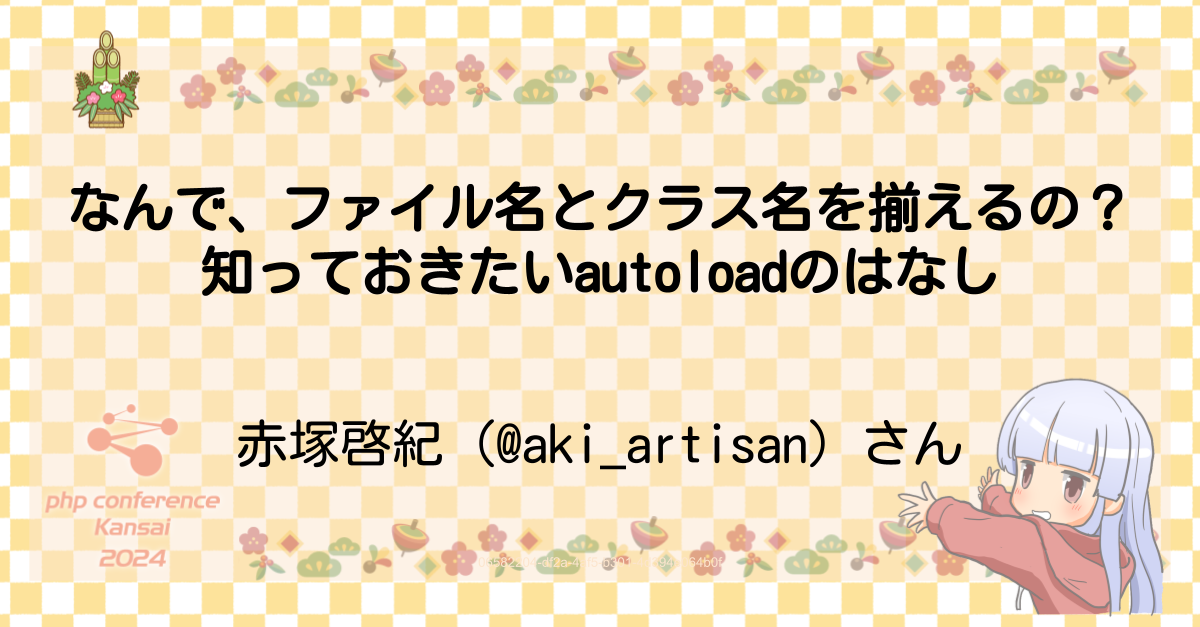 なんで、ファイル名とクラス名を揃えるの？
知っておきたいautoloadのはなし
赤塚啓紀（@aki_artisan）さん
php conference
Kansai
2024